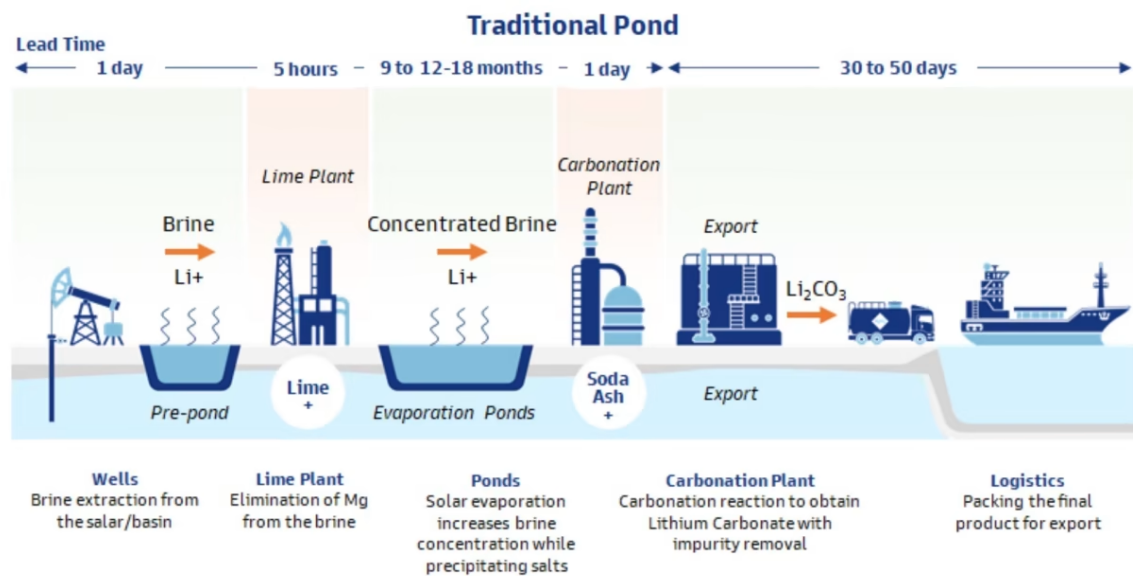 Traditional Pond
Lead Time
1 day
5 hours
9 to 12-18 months
1 day
30 to 50 days
Lime Plant
Carbonation
Plant
Brine
Li+
Concentrated Brine
Li+
Export
Li₂CO₃
Pre-pond
Lime
+
Evaporation Ponds
Soda
Ash
+
Export
Wells
Brine extraction from
the salar/basin
Lime Plant
Elimination of Mg
from the brine
Ponds
Solar evaporation
increases brine
concentration while
precipitating salts
Carbonation Plant
Carbonation reaction to obtain
Lithium Carbonate with
impurity removal
Logistics
Packing the final
product for export